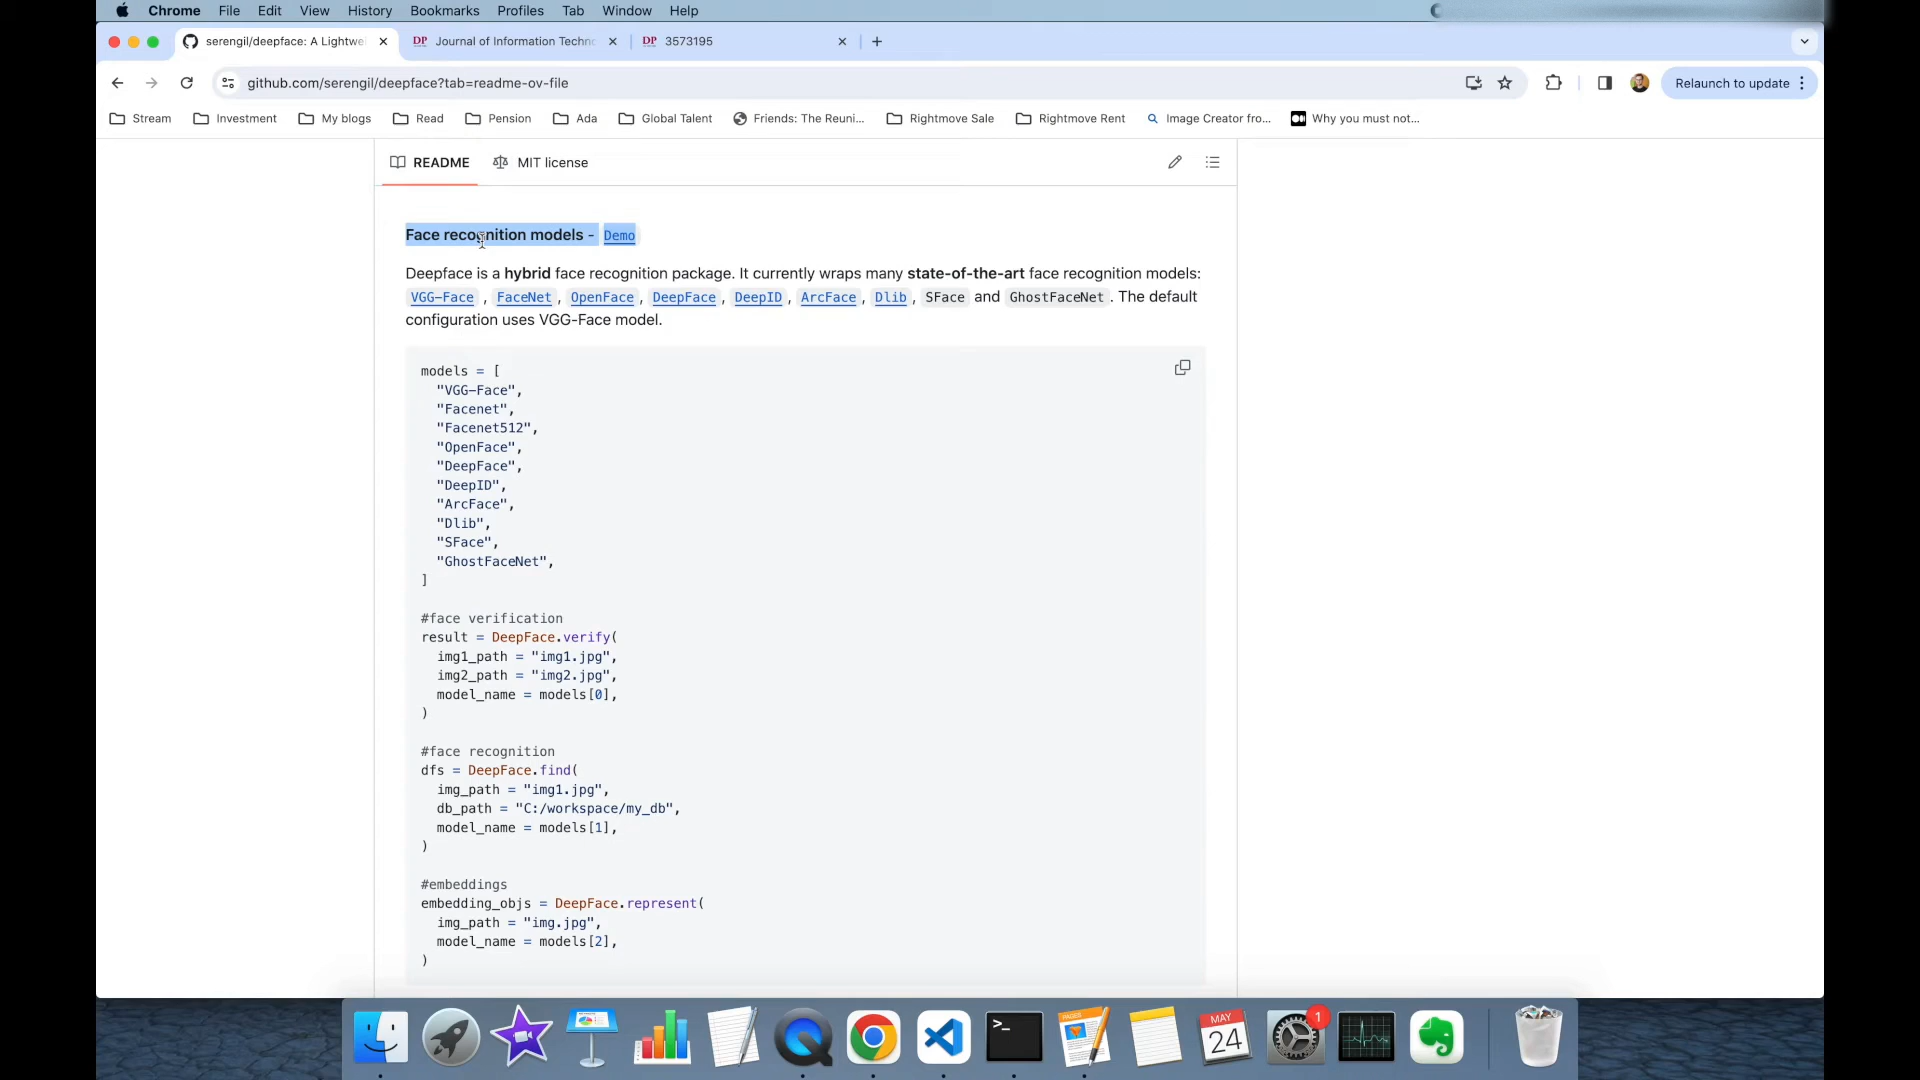 Chrome File Edit View History Bookmarks Profiles Tab Window Help
serengil/deepface: A Lightwe DP Journal of Information Techno DP 3573195
github.com/serengil/deepface?tab=readme-ov-file Relaunch to update
Stream Investment My blogs Read Pension Ada Global Talent Friends: The Reuni... Rightmove Sale Rightmove Rent Image Creator fro... Why you must not...
README MIT license
Face recognition models - Demo
Deepface is a hybrid face recognition package. It currently wraps many state-of-the-art face recognition models:
VGG-Face , FaceNet , OpenFace , DeepFace , DeepID , ArcFace , Dlib , SFace and GhostFaceNet . The default
configuration uses VGG-Face model.
models = [
"VGG-Face",
"Facenet",
"Facenet512",
"OpenFace",
"DeepFace",
"DeepID",
"ArcFace",
"Dlib",
"SFace",
"GhostFaceNet",
]
#face verification
result = DeepFace.verify(
img1_path = "img1.jpg",
img2_path = "img2.jpg",
model_name = models[0],
)
#face recognition
dfs = DeepFace.find(
img_path = "img1.jpg",
db_path = "C:/workspace/my_db",
model_name = models[1],
)
#embeddings
embedding_objs = DeepFace.represent(
img_path = "img.jpg",
model_name = models[2],
)
PAGES
MAY
24
1